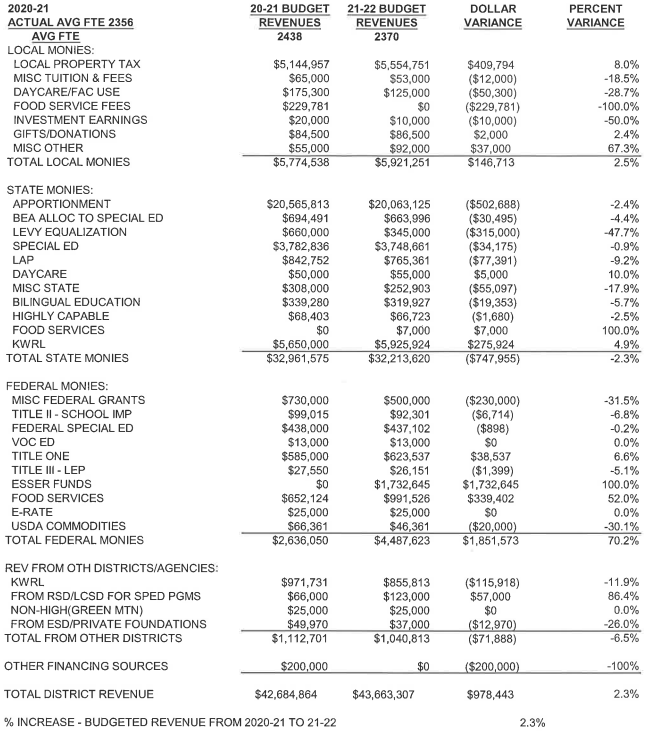 2020-21 20-21 BUDGET 21-22 BUDGET DOLLAR PERCENT
ACTUAL AVG FTE 2356 REVENUES REVENUES VARIANCE VARIANCE
AVG FTE 2438 2370
LOCAL MONIES:
LOCAL PROPERTY TAX $5,144,957 $5,554,751 $409,794 8.0%
MISC TUITION & FEES $65,000 $53,000 ($12,000) -18.5%
DAYCARE/FAC USE $175,300 $125,000 ($50,300) -28.7%
FOOD SERVICE FEES $229,781 $0 ($229,781) -100.0%
INVESTMENT EARNINGS $20,000 $10,000 ($10,000) -50.0%
GIFTS/DONATIONS $84,500 $86,500 $2,000 2.4%
MISC OTHER $55,000 $92,000 $37,000 67.3%
TOTAL LOCAL MONIES $5,774,538 $5,921,251 $146,713 2.5%
STATE MONIES:
APPORTIONMENT $20,565,813 $20,063,125 ($502,688) -2.4%
BEA ALLOC TO SPECIAL ED $694,491 $663,996 ($30,495) -4.4%
LEVY EQUALIZATION $660,000 $345,000 ($315,000) -47.7%
SPECIAL ED $3,782,836 $3,748,661 ($34,175) -0.9%
LAP $842,752 $765,361 ($77,391) -9.2%
DAYCARE $50,000 $55,000 $5,000 10.0%
MISC STATE $308,000 $252,903 ($55,097) -17.9%
BILINGUAL EDUCATION $339,280 $319,927 ($19,353) -5.7%
HIGHLY CAPABLE $68,403 $66,723 ($1,680) -2.5%
FOOD SERVICES $0 $7,000 $7,000 100.0%
KWRL $5,650,000 $5,925,924 $275,924 4.9%
TOTAL STATE MONIES $32,961,575 $32,213,620 ($747,955) -2.3%
FEDERAL MONIES:
MISC FEDERAL GRANTS $730,000 $500,000 ($230,000) -31.5%
TITLE II - SCHOOL IMP $99,015 $92,301 ($6,714) -6.8%
FEDERAL SPECIAL ED $438,000 $437,102 ($898) -0.2%
VOC ED $13,000 $13,000 $0 0.0%
TITLE ONE $585,000 $623,537 $38,537 6.6%
TITLE III - LEP $27,550 $26,151 ($1,399) -5.1%
ESSER FUNDS $0 $1,732,645 $1,732,645 100.0%
FOOD SERVICES $652,124 $991,526 $339,402 52.0%
E-RATE $25,000 $25,000 $0 0.0%
USDA COMMODITIES $66,361 $46,361 ($20,000) -30.1%
TOTAL FEDERAL MONIES $2,636,050 $4,487,623 $1,851,573 70.2%
REV FROM OTH DISTRICTS/AGENCIES:
KWRL $971,731 $855,813 ($115,918) -11.9%
FROM RSD/LCSD FOR SPED PGMS $66,000 $123,000 $57,000 86.4%
NON-HIGH(GREEN MTN) $25,000 $25,000 $0 0.0%
FROM ESD/PRIVATE FOUNDATIONS $49,970 $37,000 ($12,970) -26.0%
TOTAL FROM OTHER DISTRICTS $1,112,701 $1,040,813 ($71,888) -6.5%
OTHER FINANCING SOURCES $200,000 $0 ($200,000) -100%
TOTAL DISTRICT REVENUE $42,684,864 $43,663,307 $978,443 2.3%
% INCREASE - BUDGETED REVENUE FROM 2020-21 TO 21-22 2.3%